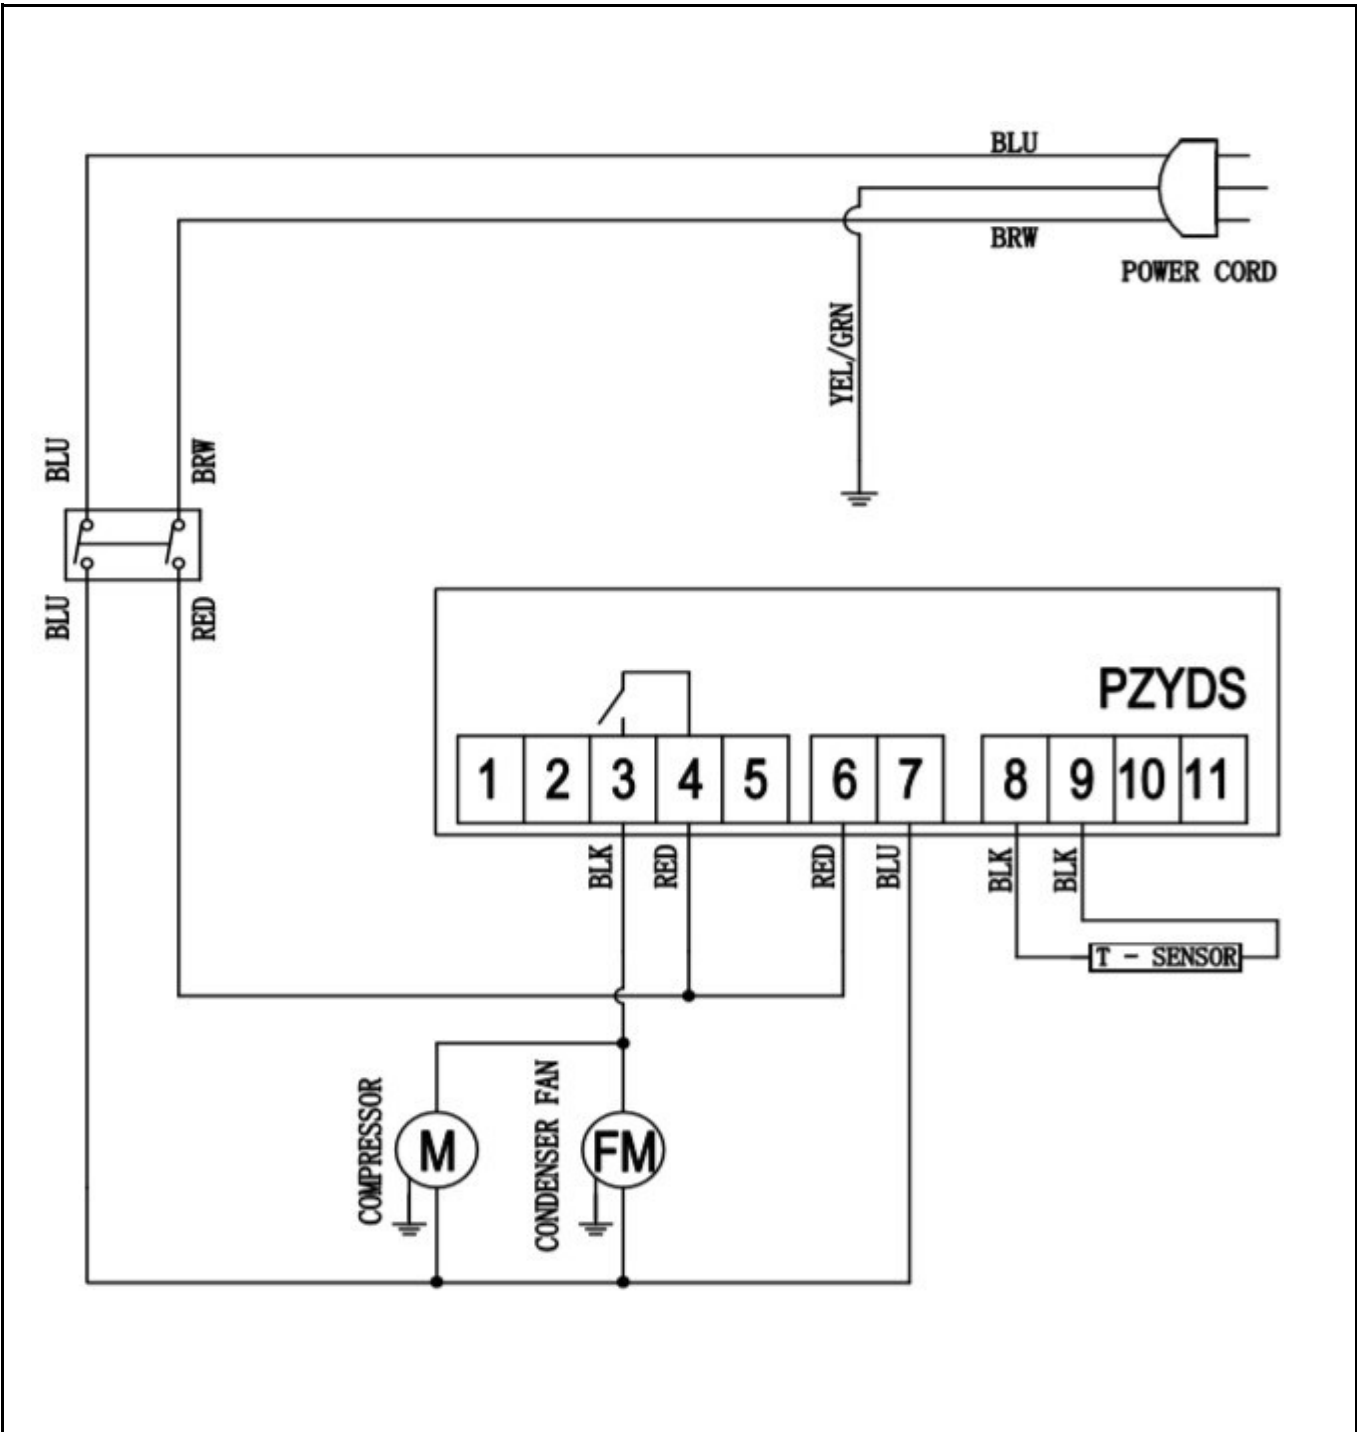 BLU
BRW
POWER CORD
YEL/GRN
BLU
BRW
BLU
RED
PZYDS
1 2 3 4 5 6 7 8 9 10 11
BLK
RED
RED
BLU
BLK
BLK
T - SENSOR
COMPRESSOR
M
CONDENSER FAN
FM